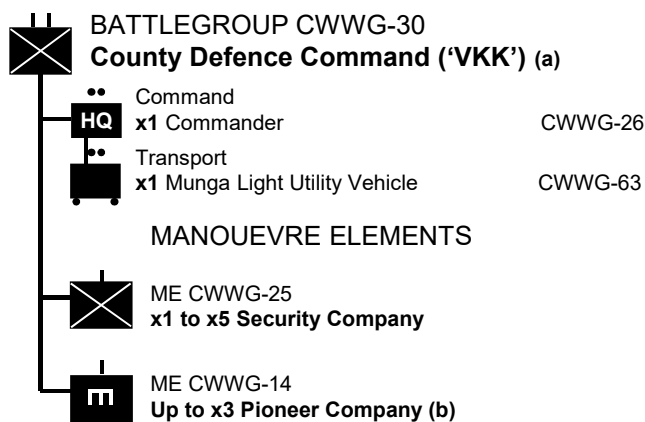 BATTLEGROUP CWWG-30
County Defence Command (‘VKK’) (a)
Command
HQ x1 Commander CWWG-26
Transport
x1 Munga Light Utility Vehicle CWWG-63
MANOUEVRE ELEMENTS
ME CWWG-25
x1 to x5 Security Company
ME CWWG-14
Up to x3 Pioneer Company (b)